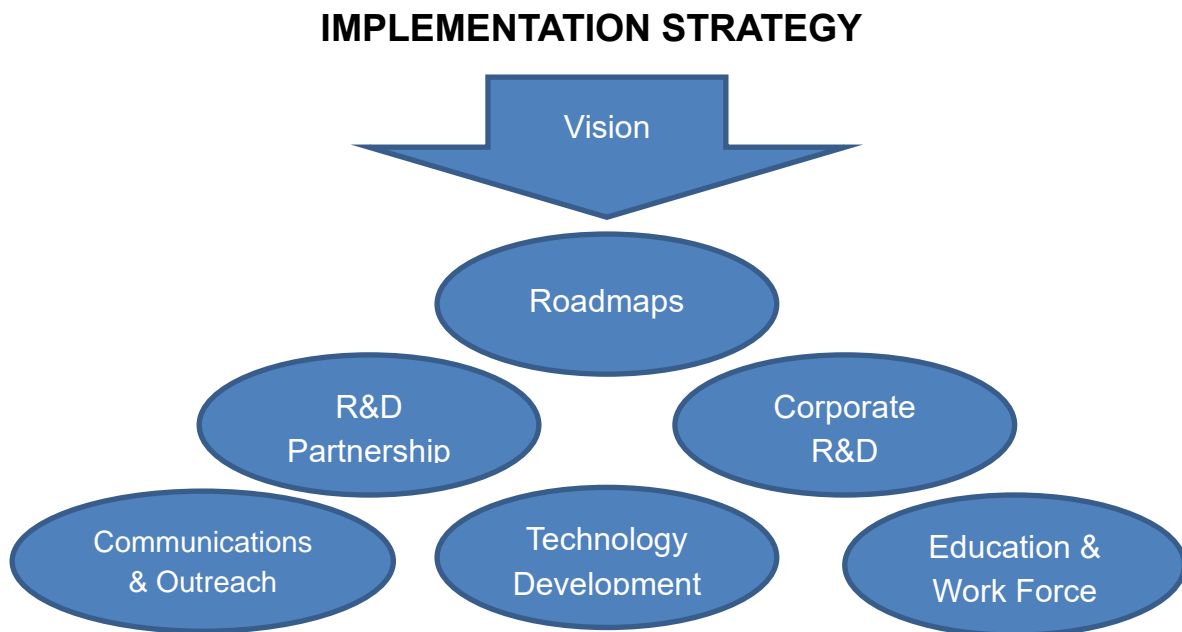 IMPLEMENTATION STRATEGY
Vision
Roadmaps
R&D
Partnership
Corporate
R&D
Communications
& Outreach
Technology
Development
Education &
Work Force